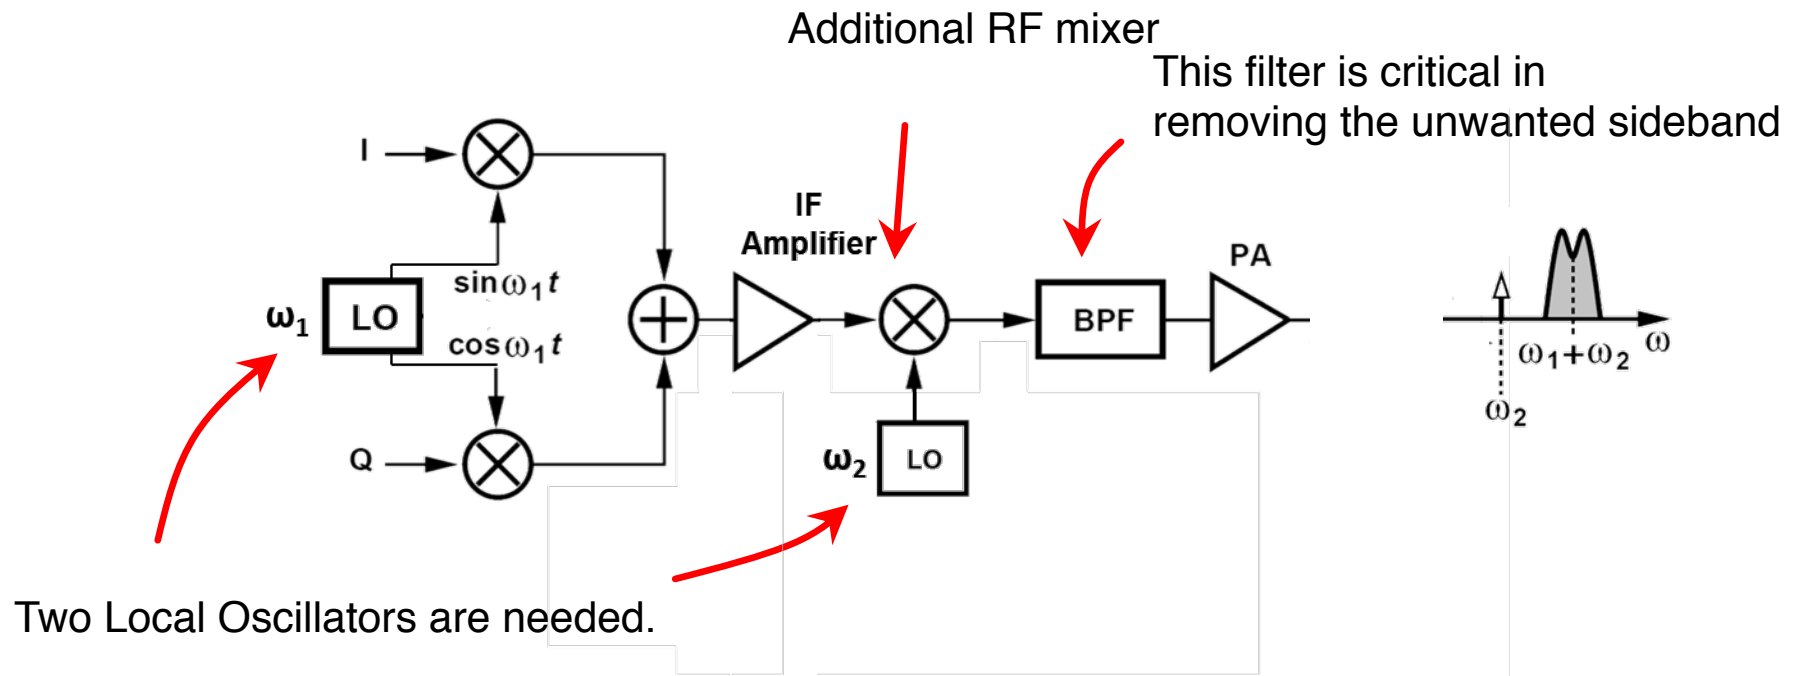 Additional RF mixer
This filter is critical in
removing the unwanted sideband
I
IF
Amplifier
PA
sinω₁t
ω₁
LO
BPF
cosω₁t
ω₁+ω₂
ω
ω₂
Q
ω₂
LO
Two Local Oscillators are needed.